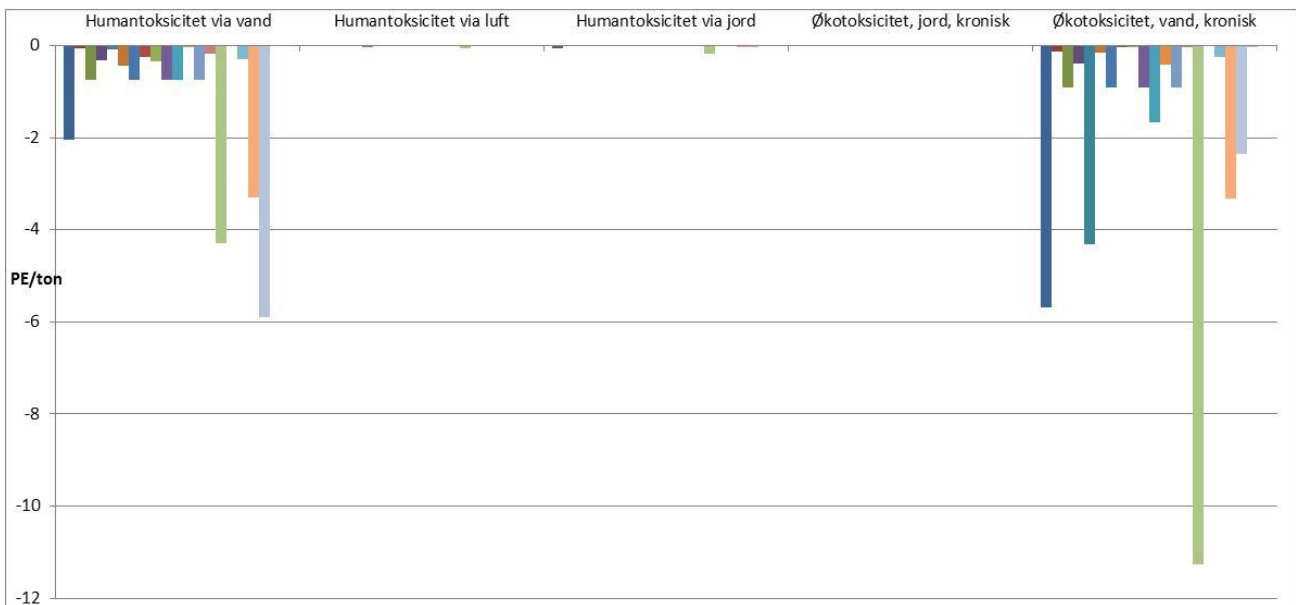 Humantoksicitet via vand
Humantoksicitet via luft
Humantoksicitet via jord
Økotoksicitet, jord, kronisk
Økotoksicitet, vand, kronisk
0
-2
-4
PE/ton
-6
-8
-10
-12